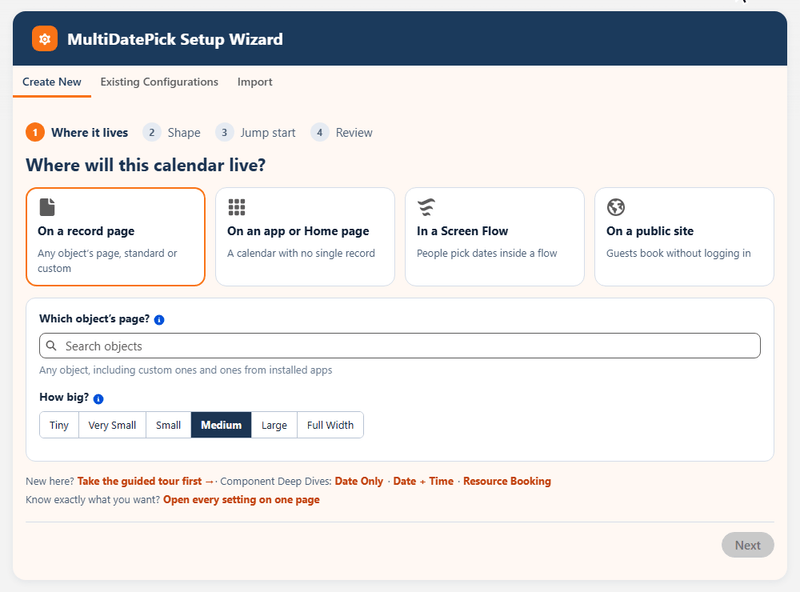 MultiDatePick Setup Wizard
Create New Existing Configurations Import
1 Where it lives 2 Shape 3 Jump start 4 Review
Where will this calendar live?
On a record page
Any object's page, standard or
custom
On an app or Home page
A calendar with no single record
In a Screen Flow
People pick dates inside a flow
On a public site
Guests book without logging in
Which object's page?
Search objects
Any object, including custom ones and ones from installed apps
How big?
Tiny Very Small Small Medium Large Full Width
New here? Take the guided tour first → · Component Deep Dives: Date Only · Date + Time · Resource Booking
Know exactly what you want? Open every setting on one page
Next